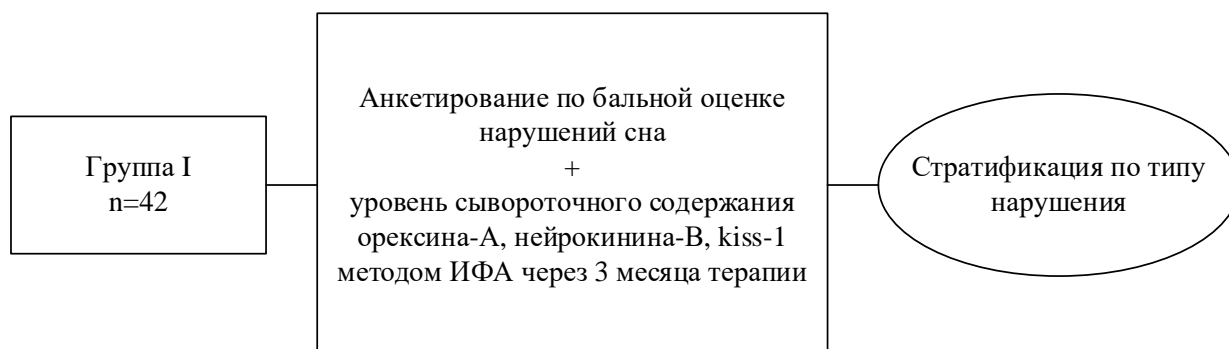 Группа I
n=42
Анкетирование по бальной оценке
нарушений сна
+
уровень сывороточного содержания
орексина-А, нейрокинина-В, kiss-1
методом ИФА через 3 месяца терапии
Стратификация по типу
нарушения